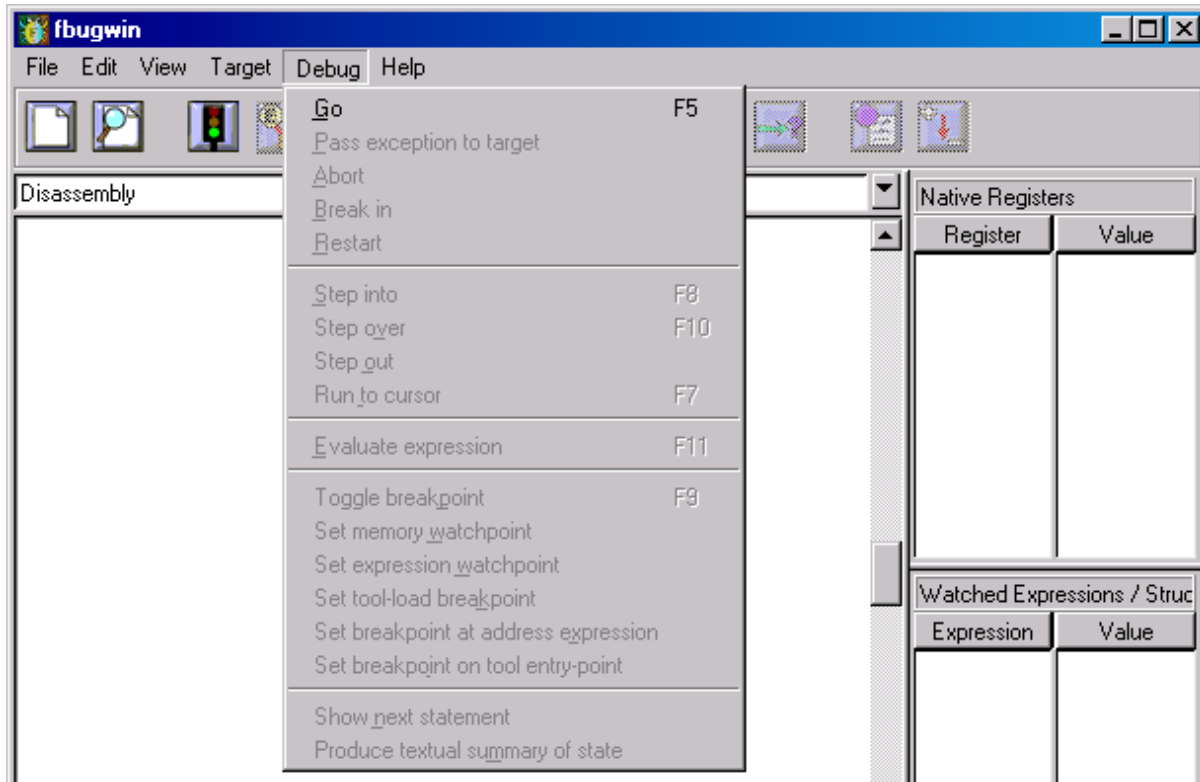 fbugwin
File Edit View Target Debug Help
Go F5
Pass exception to target
Abort
Break in
Restart
Step into F8
Step over F10
Step out
Run to cursor F7
Evaluate expression F11
Toggle breakpoint F9
Set memory watchpoint
Set expression watchpoint
Set tool-load breakpoint
Set breakpoint at address expression
Set breakpoint on tool entry-point
Show next statement
Produce textual summary of state
Disassembly
Native Registers
Register Value
Watched Expressions / Struc
Expression Value